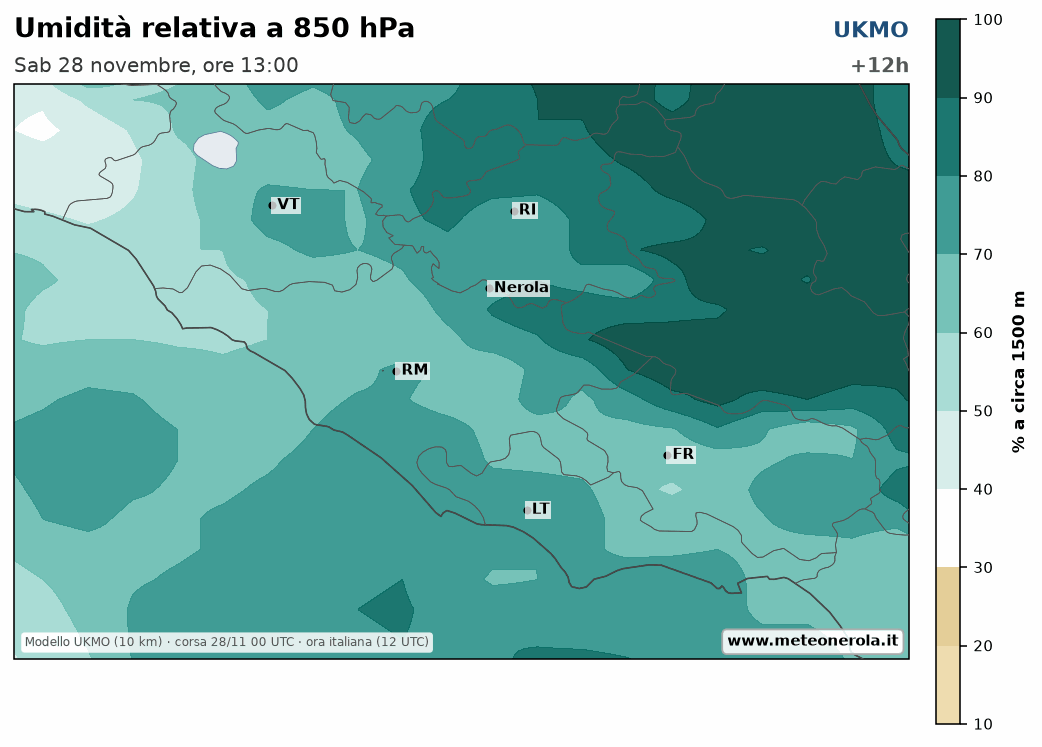 Umidità relativa a 850 hPa
UKMO
Sab 28 novembre, ore 13:00
+12h
100
90
80
70
60
50
40
30
20
10
% a circa 1500 m
VT
RI
Nerola
RM
FR
LT
Modello UKMO (10 km) · corsa 28/11 00 UTC · ora italiana (12 UTC)
www.meteonerola.it